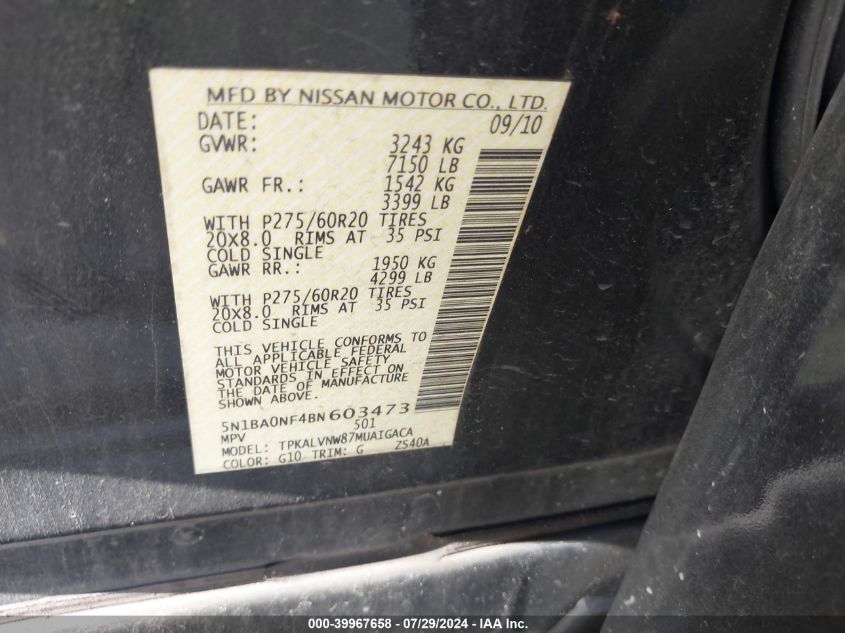 MFD BY NISSAN MOTOR CO., LTD.
DATE: 09/10
GVWR: 3243 KG
7150 LB
GAWR FR.: 1542 KG
3399 LB
WITH P275/60R20 TIRES
20X8.0 RIMS AT 35 PSI
COLD SINGLE
GAWR RR.: 1950 KG
4299 LB
WITH P275/60R20 TIRES
20X8.0 RIMS AT 35 PSI
COLD SINGLE
THIS VEHICLE CONFORMS TO
ALL APPLICABLE FEDERAL
MOTOR VEHICLE SAFETY
STANDARDS IN EFFECT ON
THE DATE OF MANUFACTURE
SHOWN ABOVE.
5N1BA0NF4BN603473
MPV 501
MODEL: TPKALVNW87MUAIGACA
COLOR: G10 TRIM: G ZS40A
000-39967658 - 07/29/2024 - IAA Inc.